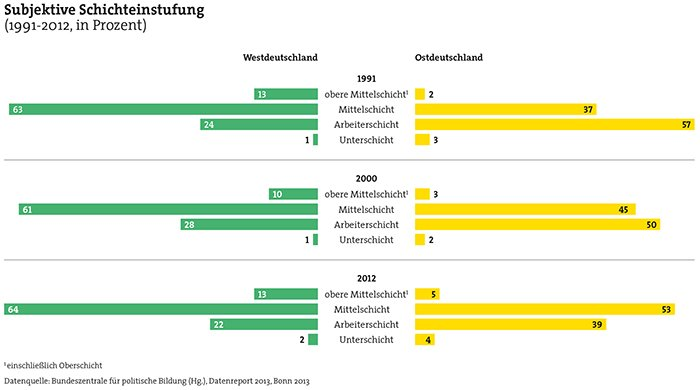 Subjektive Schichteinstufung
(1991-2012, in Prozent)
Westdeutschland Ostdeutschland
1991
13 obere Mittelschicht¹ 2
63 Mittelschicht 37
24 Arbeiterschicht 57
1 Unterschicht 3
2000
10 obere Mittelschicht¹ 3
61 Mittelschicht 45
28 Arbeiterschicht 50
1 Unterschicht 2
2012
13 obere Mittelschicht¹ 5
64 Mittelschicht 53
22 Arbeiterschicht 39
2 Unterschicht 4
¹ einschließlich Oberschicht
Datenquelle: Bundeszentrale für politische Bildung (Hg.), Datenreport 2013, Bonn 2013